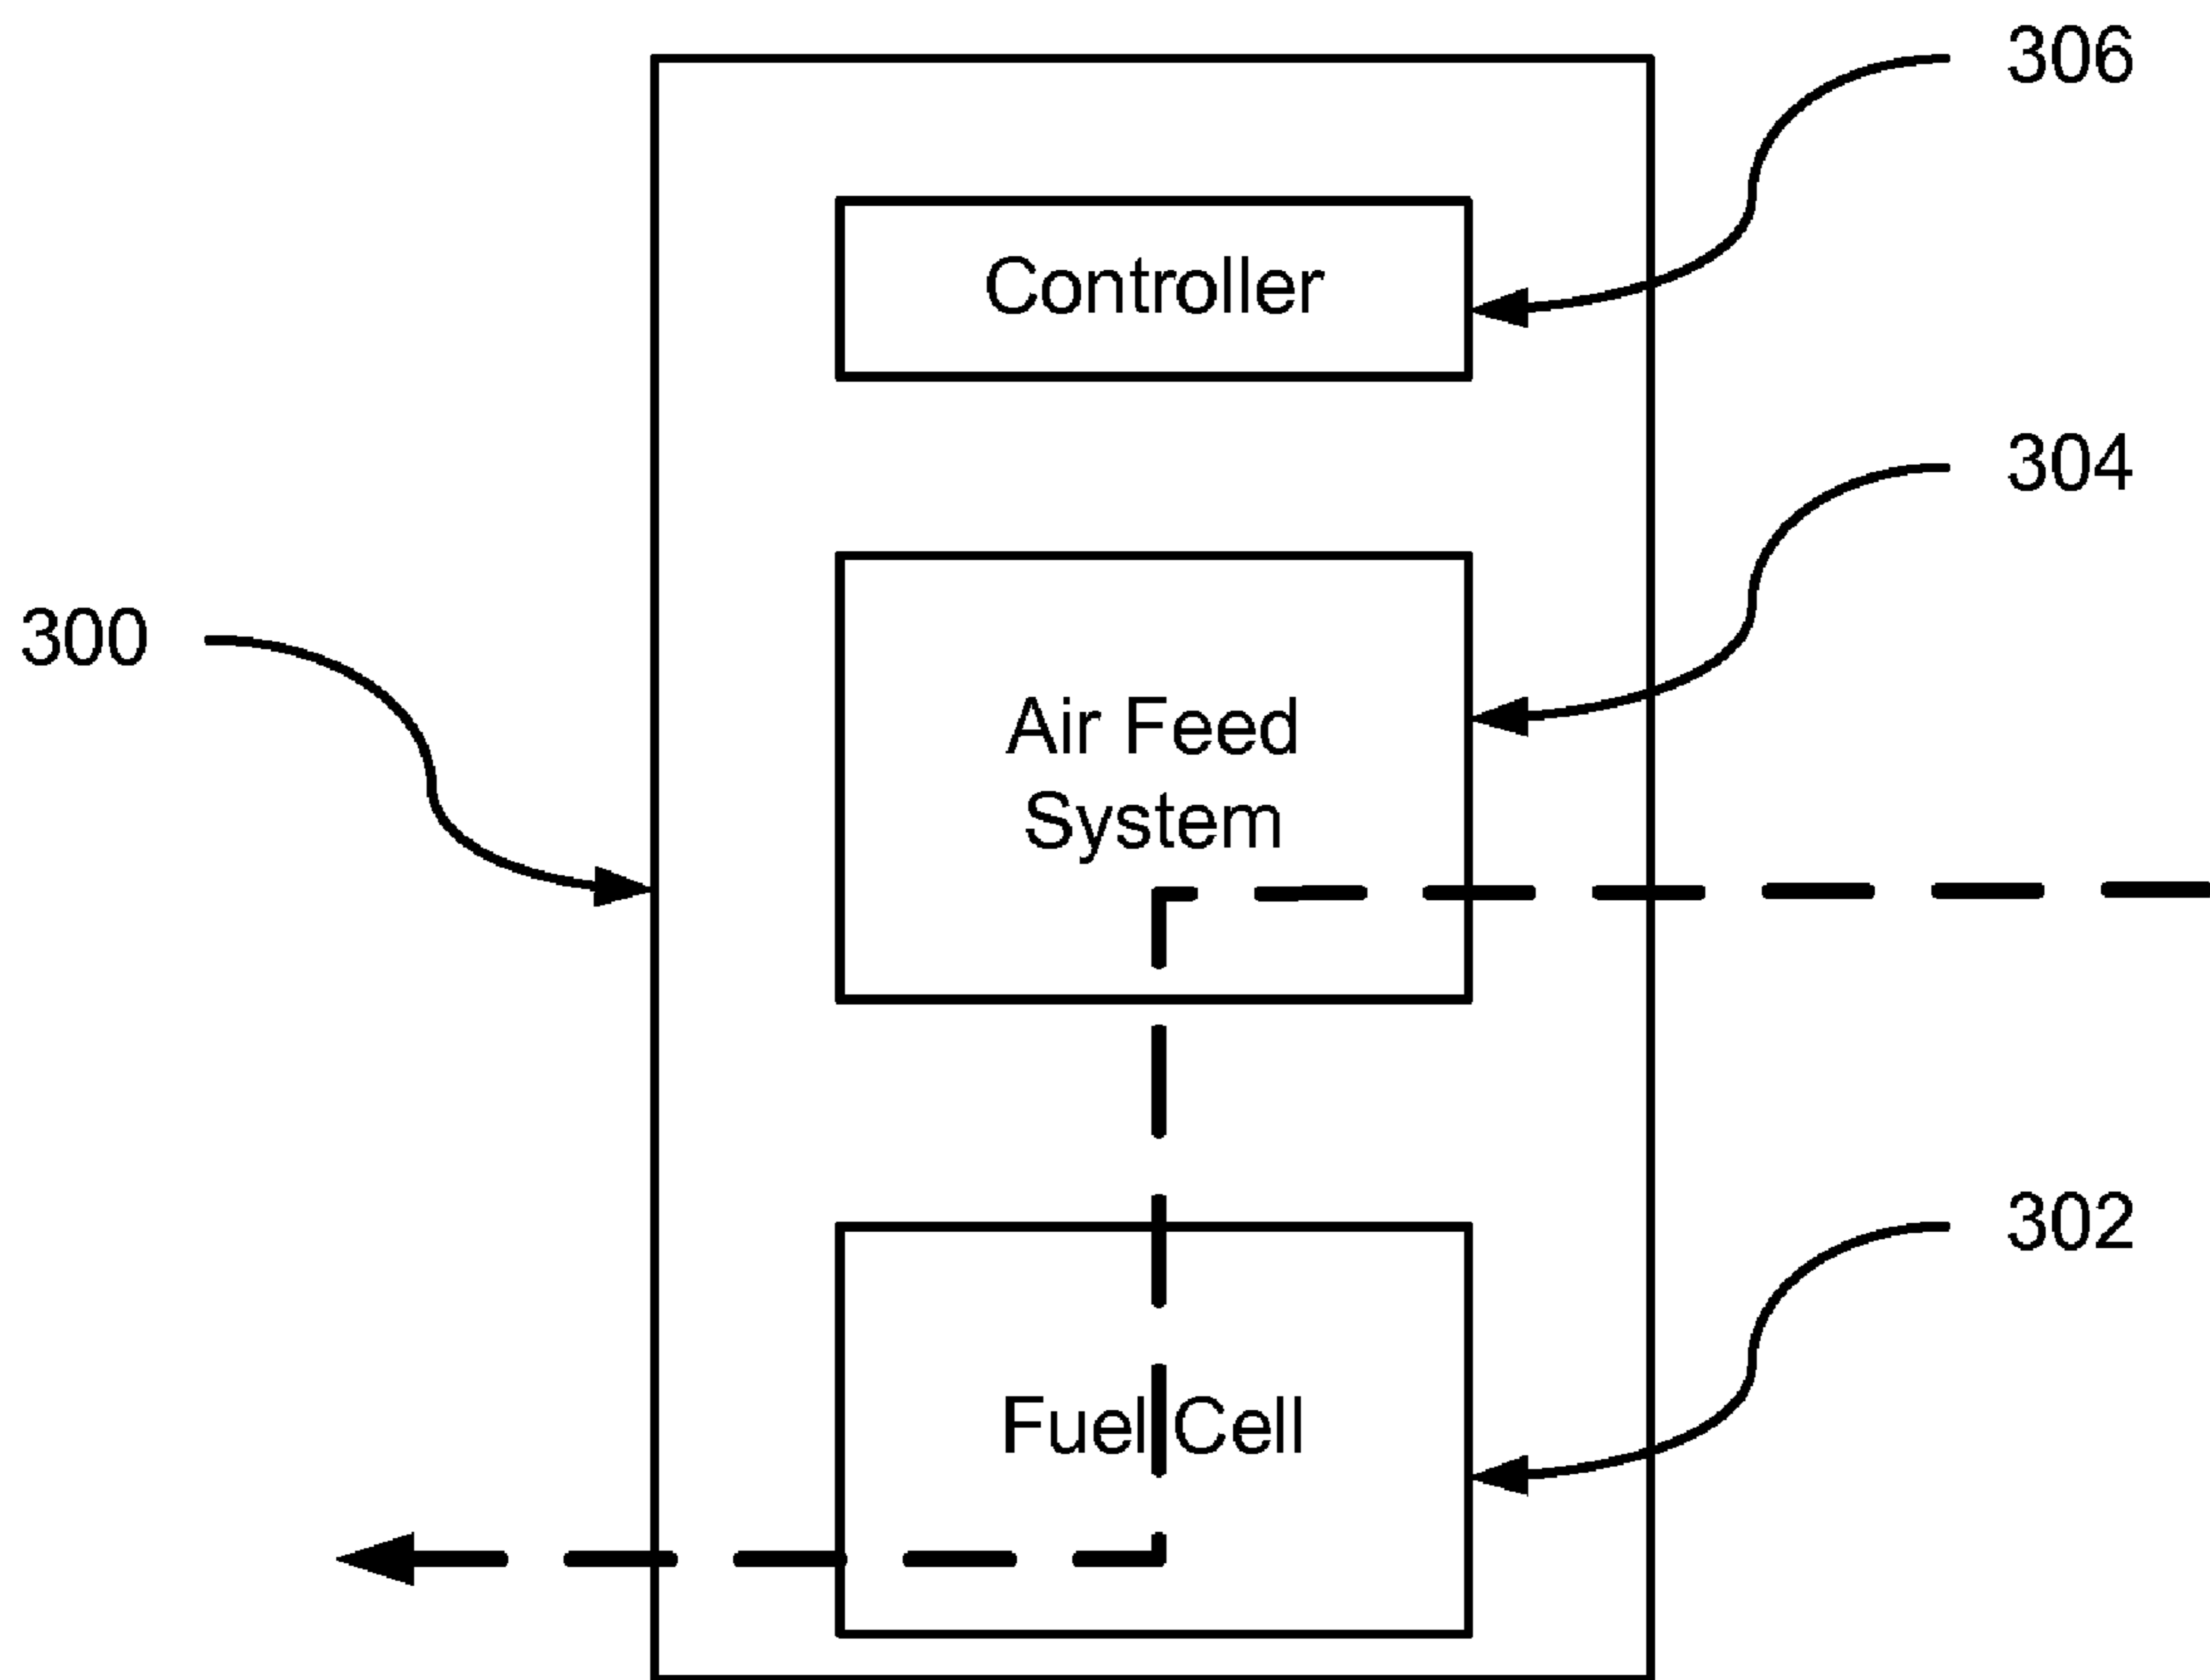 306
Controller
304
300
Air Feed
System
302
Fuel Cell